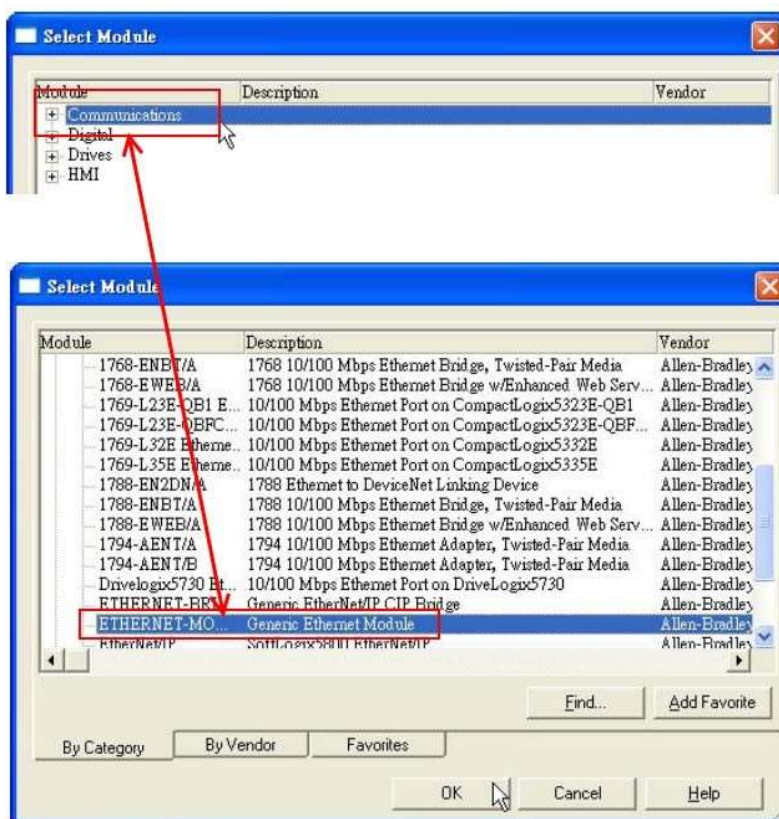 Select Module
Module Description Vendor
Communications
Digital
Drives
HMI
Select Module
Module Description Vendor
1768-ENBT/A 1768 10/100 Mbps Ethernet Bridge, Twisted-Pair Media Allen-Bradley
1768-EWEB/A 1768 10/100 Mbps Ethernet Bridge w/Enhanced Web Serv... Allen-Bradley
1769-L23E-QB1 E... 10/100 Mbps Ethernet Port on CompactLogix5323E-QB1 Allen-Bradley
1769-L23E-QBFC... 10/100 Mbps Ethernet Port on CompactLogix5323E-QBF... Allen-Bradley
1769-L32E Etherne... 10/100 Mbps Ethernet Port on CompactLogix5332E Allen-Bradley
1769-L35E Etherne... 10/100 Mbps Ethernet Port on CompactLogix5335E Allen-Bradley
1788-EN2DN/A 1788 Ethernet to DeviceNet Linking Device Allen-Bradley
1788-ENBT/A 1788 10/100 Mbps Ethernet Bridge, Twisted-Pair Media Allen-Bradley
1788-EWEB/A 1788 10/100 Mbps Ethernet Bridge w/Enhanced Web Serv... Allen-Bradley
1794-AENT/A 1794 10/100 Mbps Ethernet Adapter, Twisted-Pair Media Allen-Bradley
1794-AENT/B 1794 10/100 Mbps Ethernet Adapter, Twisted-Pair Media Allen-Bradley
Drivelogix5730 Et... 10/100 Mbps Ethernet Port on DriveLogix5730 Allen-Bradley
ETHERNET-BRI... Generic EtherNet/IP CIP Bridge Allen-Bradley
ETHERNET-MO... Generic Ethernet Module Allen-Bradley
EtherNet/IP SoftLogix5800 EtherNet/IP Allen-Bradley
Find... Add Favorite
By Category By Vendor Favorites
OK Cancel Help